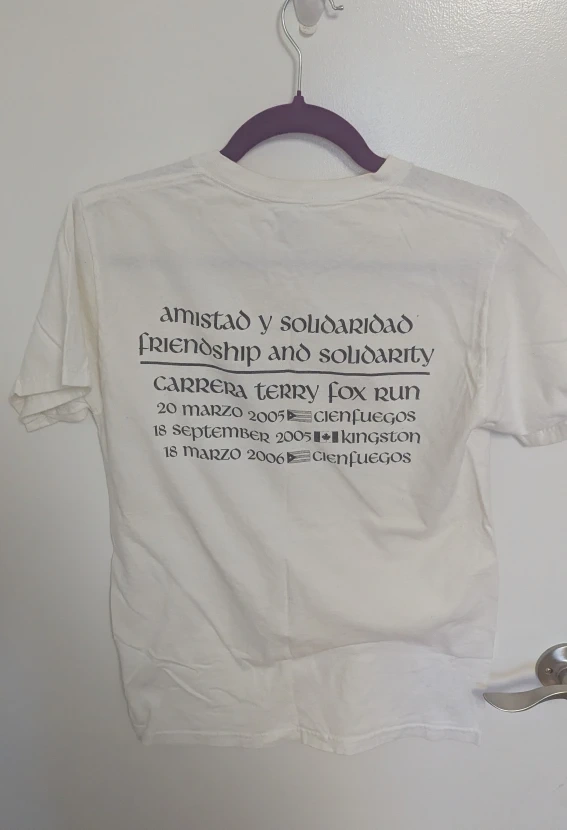 amistad y solidaridad
friendship and solidarity
carrera terry fox run
20 marzo 2005 cienfuegos
18 september 2005 kingston
18 marzo 2006 cienfuegos